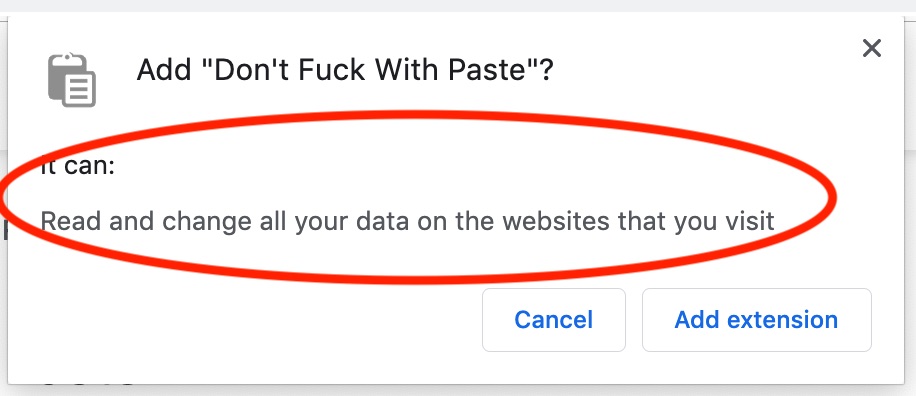 Add "Don't Fuck With Paste"?
It can:
Read and change all your data on the websites that you visit
Cancel
Add extension